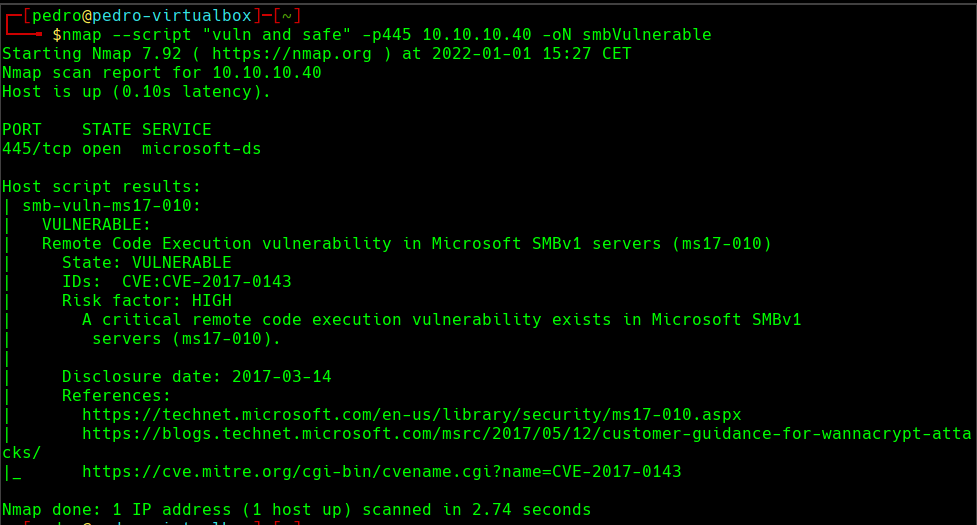 [pedro@pedro-virtualbox]-[~]
$nmap --script "vuln and safe" -p445 10.10.10.40 -oN smbVulnerable
Starting Nmap 7.92 ( https://nmap.org ) at 2022-01-01 15:27 CET
Nmap scan report for 10.10.10.40
Host is up (0.10s latency).
PORT    STATE SERVICE
445/tcp open  microsoft-ds
Host script results:
| smb-vuln-ms17-010:
|   VULNERABLE:
|   Remote Code Execution vulnerability in Microsoft SMBv1 servers (ms17-010)
|     State: VULNERABLE
|     IDs:  CVE:CVE-2017-0143
|     Risk factor: HIGH
|       A critical remote code execution vulnerability exists in Microsoft SMBv1
|        servers (ms17-010).
|
|     Disclosure date: 2017-03-14
|     References:
|       https://technet.microsoft.com/en-us/library/security/ms17-010.aspx
|       https://blogs.technet.microsoft.com/msrc/2017/05/12/customer-guidance-for-wannacrypt-atta
cks/
|_      https://cve.mitre.org/cgi-bin/cvename.cgi?name=CVE-2017-0143
Nmap done: 1 IP address (1 host up) scanned in 2.74 seconds
[pedro@pedro-virtualbox]-[~]